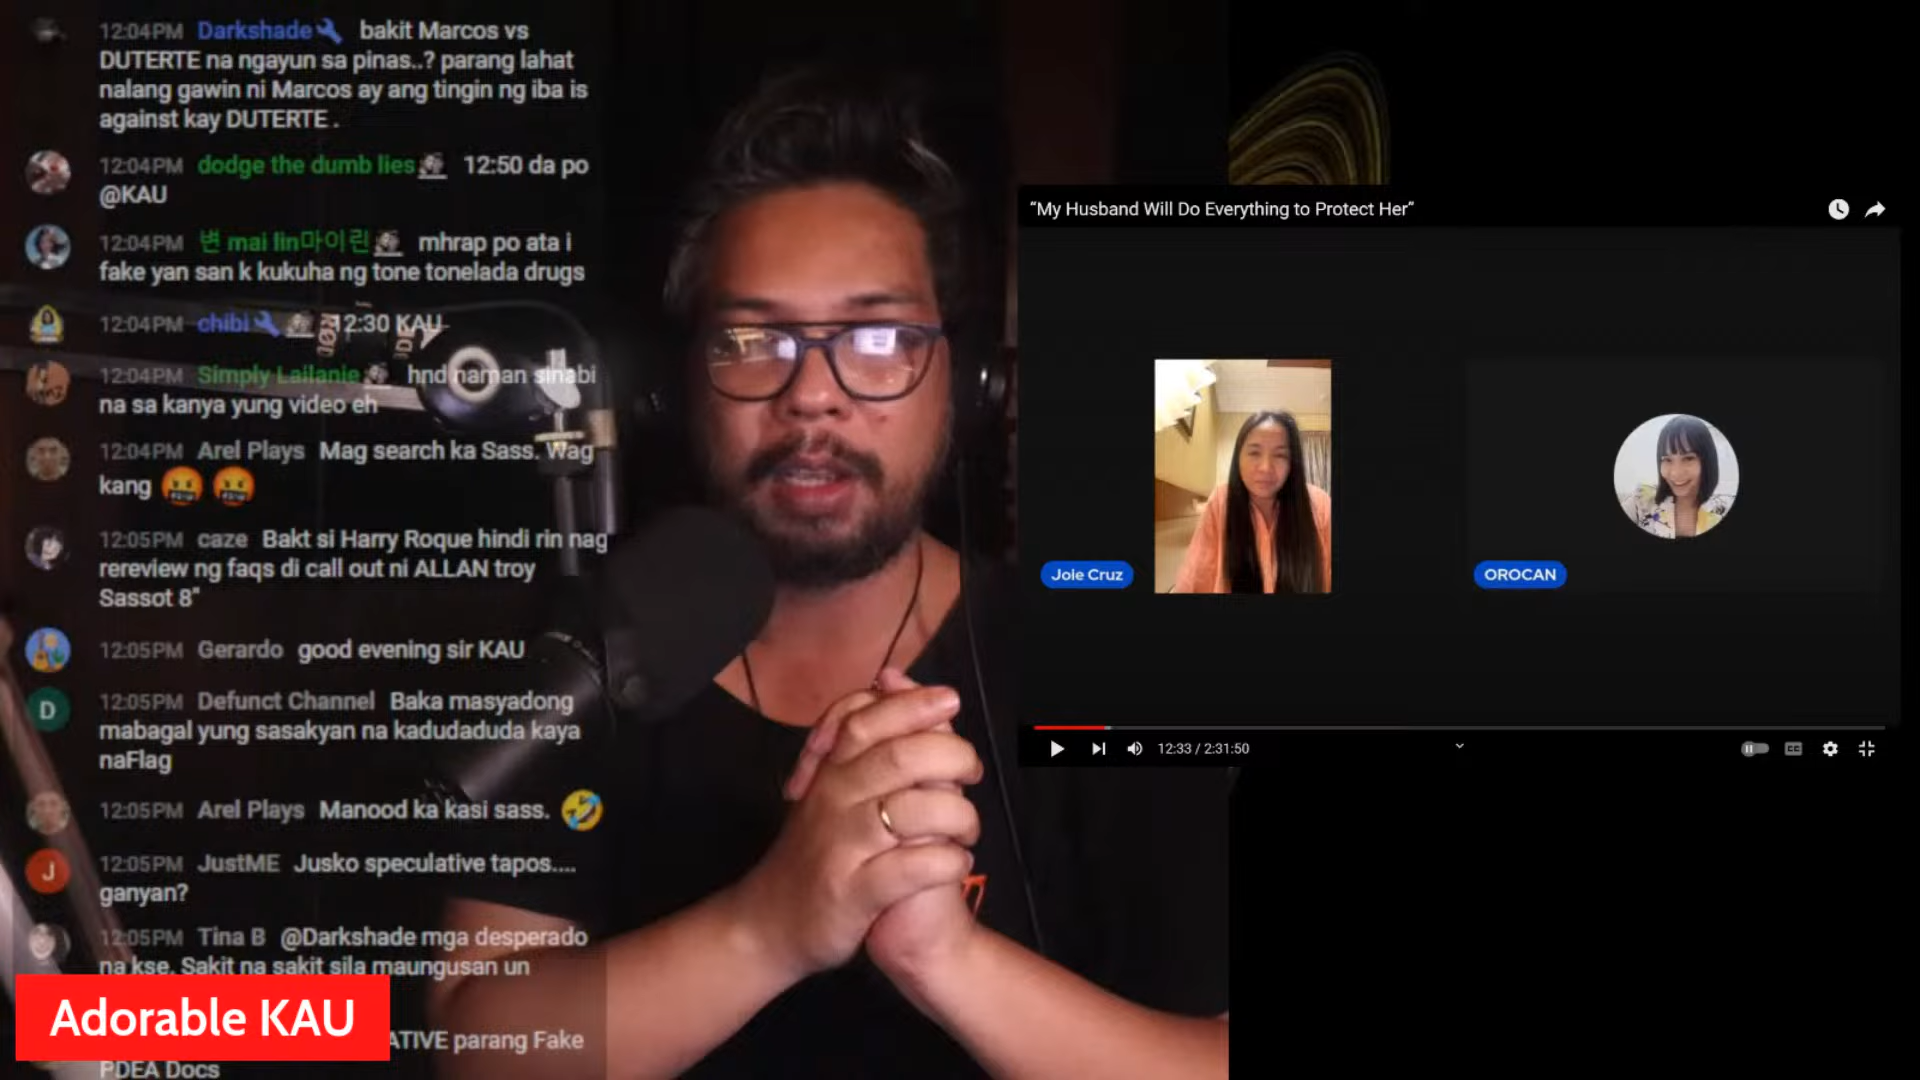 12:04PM Darkshade bakit Marcos vs
DUTERTE na ngayun sa pinas..? parang lahat
nalang gawin ni Marcos ay ang tingin ng iba is
against kay DUTERTE .
12:04PM dodge the dumb lies 12:50 da po
@KAU
12:04PM 변 mai lin마이린 mhrap po ata i
fake yan san k kukuha ng tone tonelada drugs
12:04PM chibi 12:30 KAU
12:04PM Simply Lailanie hnd naman sinabi
na sa kanya yung video eh
12:04PM Arel Plays Mag search ka Sass. Wag
kang
12:05PM caze Bakt si Harry Roque hindi rin nag
rereview ng faqs di call out ni ALLAN troy
Sassot 8"
12:05PM Gerardo good evening sir KAU
D
12:05PM Defunct Channel Baka masyadong
mabagal yung sasakyan na kadudaduda kaya
naFlag
12:05PM Arel Plays Manood ka kasi sass.
J
12:05PM JustME Jusko speculative tapos....
ganyan?
12:05PM Tina B @Darkshade mga desperado
na kse. Sakit na sakit sila maungusan un
ATIVE parang Fake
PDEA Docs
Adorable KAU
“My Husband Will Do Everything to Protect Her”
Joie Cruz
OROCAN
12:33 / 2:31:50